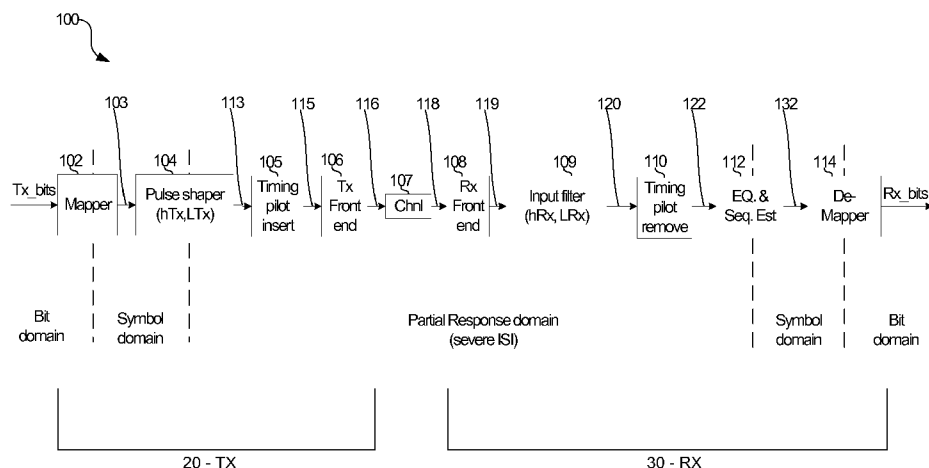 100
103
113
115
116
118
119
120
122
132
102
104
105
106
107
108
109
110
112
114
Tx_bits
Mapper
Pulse shaper
(hTx,LTx)
Timing
pilot
insert
Tx
Front
end
Chnl
Rx
Front
end
Input filter
(hRx, LRx)
Timing
pilot
remove
EQ. &
Seq. Est
De-
Mapper
Rx_bits
Bit
domain
Symbol
domain
Partial Response domain
(severe ISI)
Symbol
domain
Bit
domain
20 - TX
30 - RX